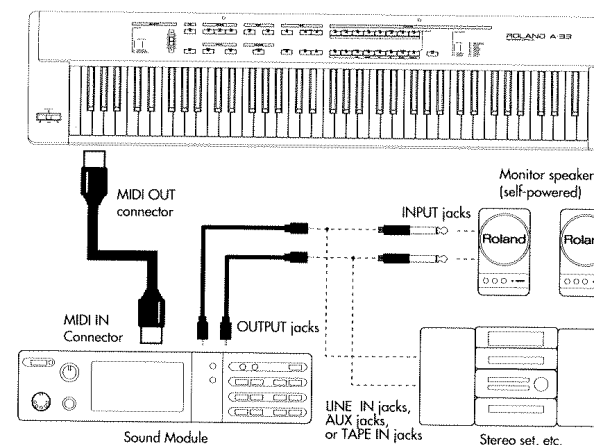 ROLAND A-33
MIDI OUT
connector
Monitor speaker
(self-powered)
INPUT jacks
Roland
Rolan
MIDI IN
Connector
OUTPUT jacks
LINE IN jacks,
AUX jacks,
or TAPE IN jacks
Sound Module
Stereo set, etc.